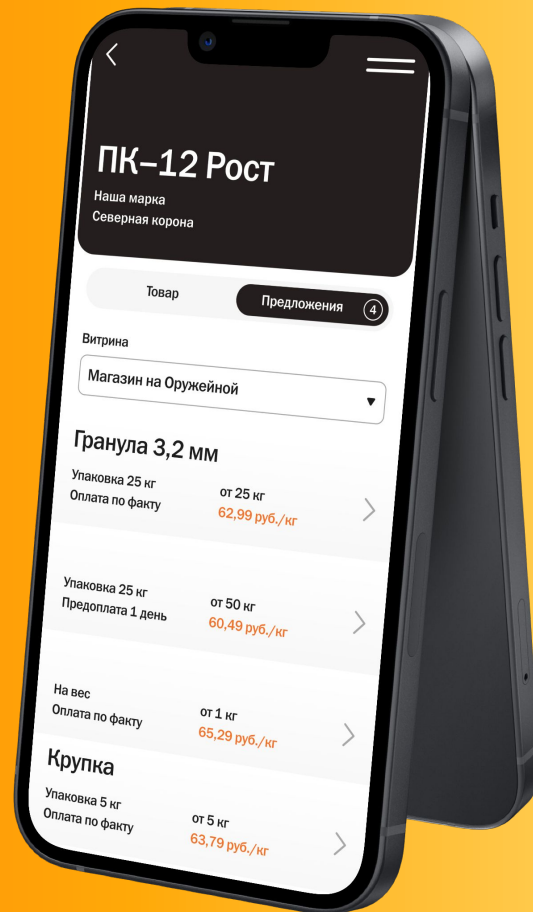 ПК–12 Рост
Наша марка
Северная корона
Товар
Предложения 4
Витрина
Магазин на Оружейной
Гранула 3,2 мм
Упаковка 25 кг от 25 кг
Оплата по факту 62,99 руб./кг
Упаковка 25 кг от 50 кг
Предоплата 1 день 60,49 руб./кг
На вес от 1 кг
Оплата по факту 65,29 руб./кг
Крупка
Упаковка 5 кг от 5 кг
Оплата по факту 63,79 руб./кг